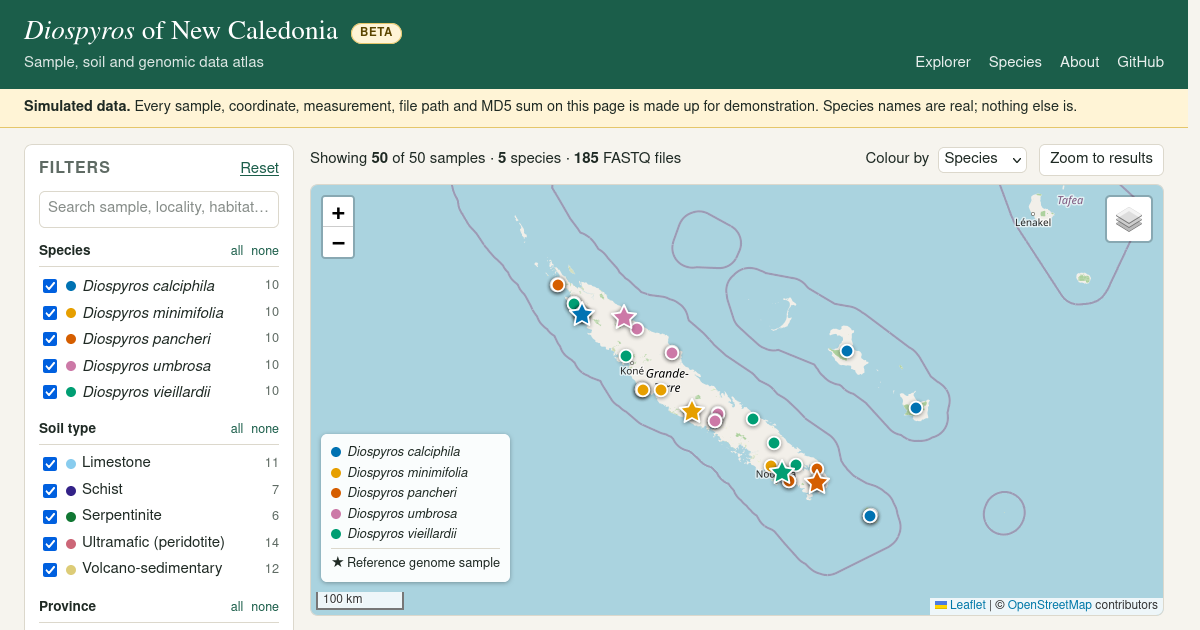 Diospyros of New Caledonia BETA
Sample, soil and genomic data atlas
Explorer Species About GitHub
Simulated data. Every sample, coordinate, measurement, file path and MD5 sum on this page is made up for demonstration. Species names are real; nothing else is.
FILTERS Reset
Search sample, locality, habitat…
Species all none
Diospyros calciphila 10
Diospyros minimifolia 10
Diospyros pancheri 10
Diospyros umbrosa 10
Diospyros vieillardii 10
Soil type all none
Limestone 11
Schist 7
Serpentinite 6
Ultramafic (peridotite) 14
Volcano-sedimentary 12
Province all none
Showing 50 of 50 samples · 5 species · 185 FASTQ files
Colour by Species Zoom to results
+
−
Tafea
Lénakel
Koné
Grande-
Diospyros calciphila
Diospyros minimifolia
Diospyros pancheri
Diospyros umbrosa
Diospyros vieillardii
★ Reference genome sample
100 km
Leaflet | © OpenStreetMap contributors